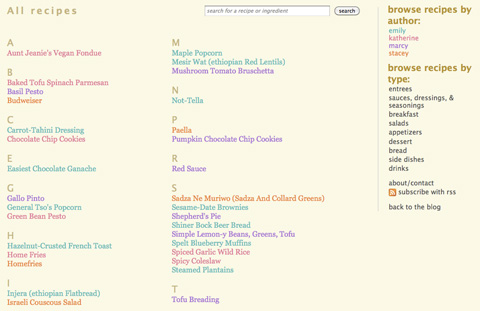 All recipes
search for a recipe or ingredient
search
A
Aunt Jeanie's Vegan Fondue
B
Baked Tofu Spinach Parmesan
Basil Pesto
Budweiser
C
Carrot-Tahini Dressing
Chocolate Chip Cookies
E
Easiest Chocolate Ganache
G
Gallo Pinto
General Tso's Popcorn
Green Bean Pesto
H
Hazelnut-Crusted French Toast
Home Fries
Homefries
I
Injera (ethiopian Flatbread)
Israeli Couscous Salad
M
Maple Popcorn
Mesir Wat (ethiopian Red Lentils)
Mushroom Tomato Bruschetta
N
Not-Tella
P
Paella
Pumpkin Chocolate Chip Cookies
R
Red Sauce
S
Sadza Ne Muriwo (Sadza And Collard Greens)
Sesame-Date Brownies
Shepherd's Pie
Shiner Bock Beer Bread
Simple Lemon-y Beans, Greens, Tofu
Spelt Blueberry Muffins
Spiced Garlic Wild Rice
Spicy Coleslaw
Steamed Plantains
T
Tofu Breading
browse recipes by
author:
emily
katherine
marcy
stacey
browse recipes by
type:
entrees
sauces, dressings, &
seasonings
breakfast
salads
appetizers
dessert
bread
side dishes
drinks
about/contact
subscribe with rss
back to the blog